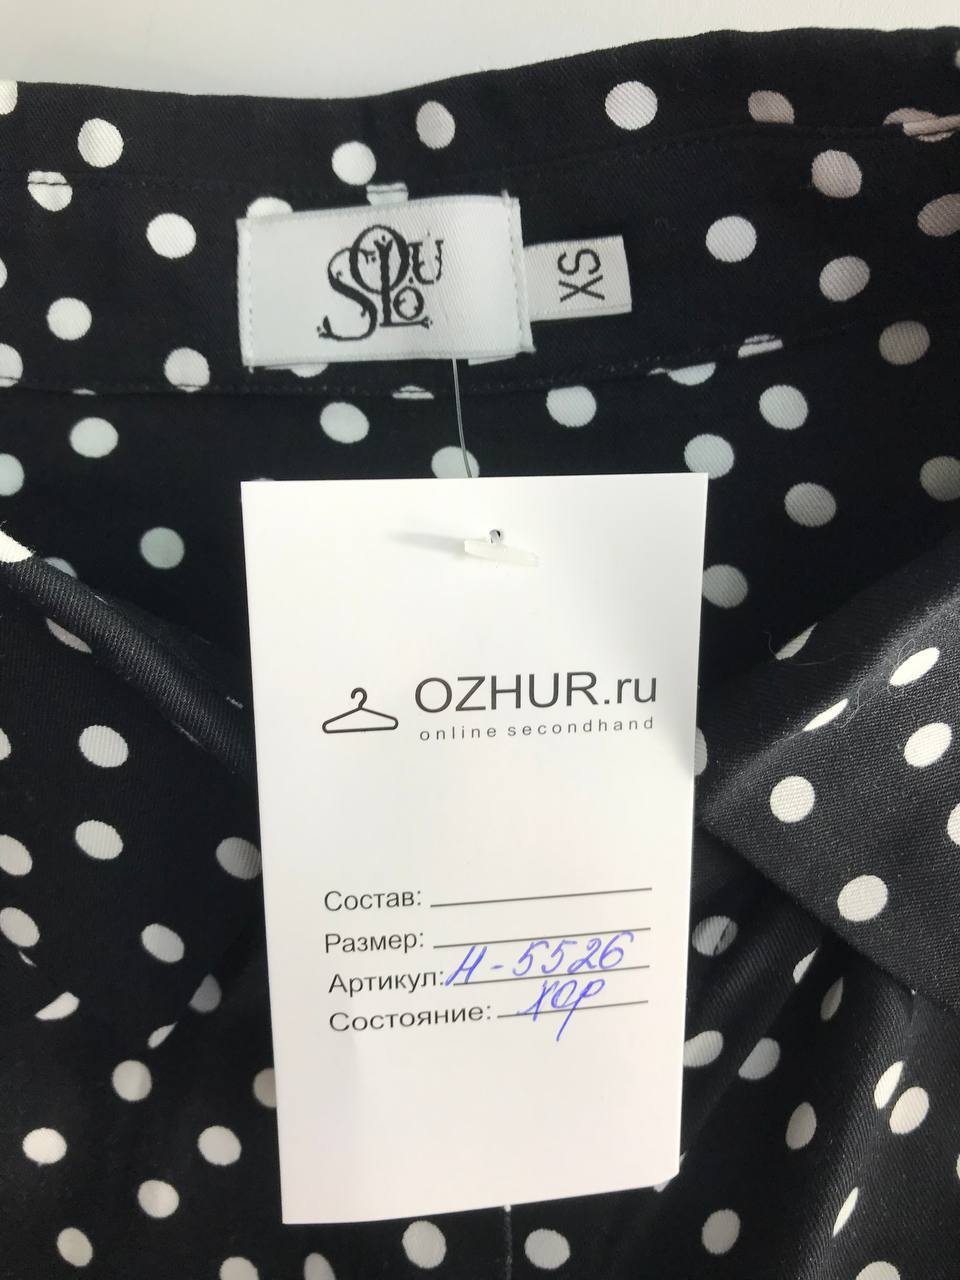 SOLOU
XS
OZHUR.ru
online secondhand
Состав:
Размер:
Артикул: Н-5526
Состояние: хор